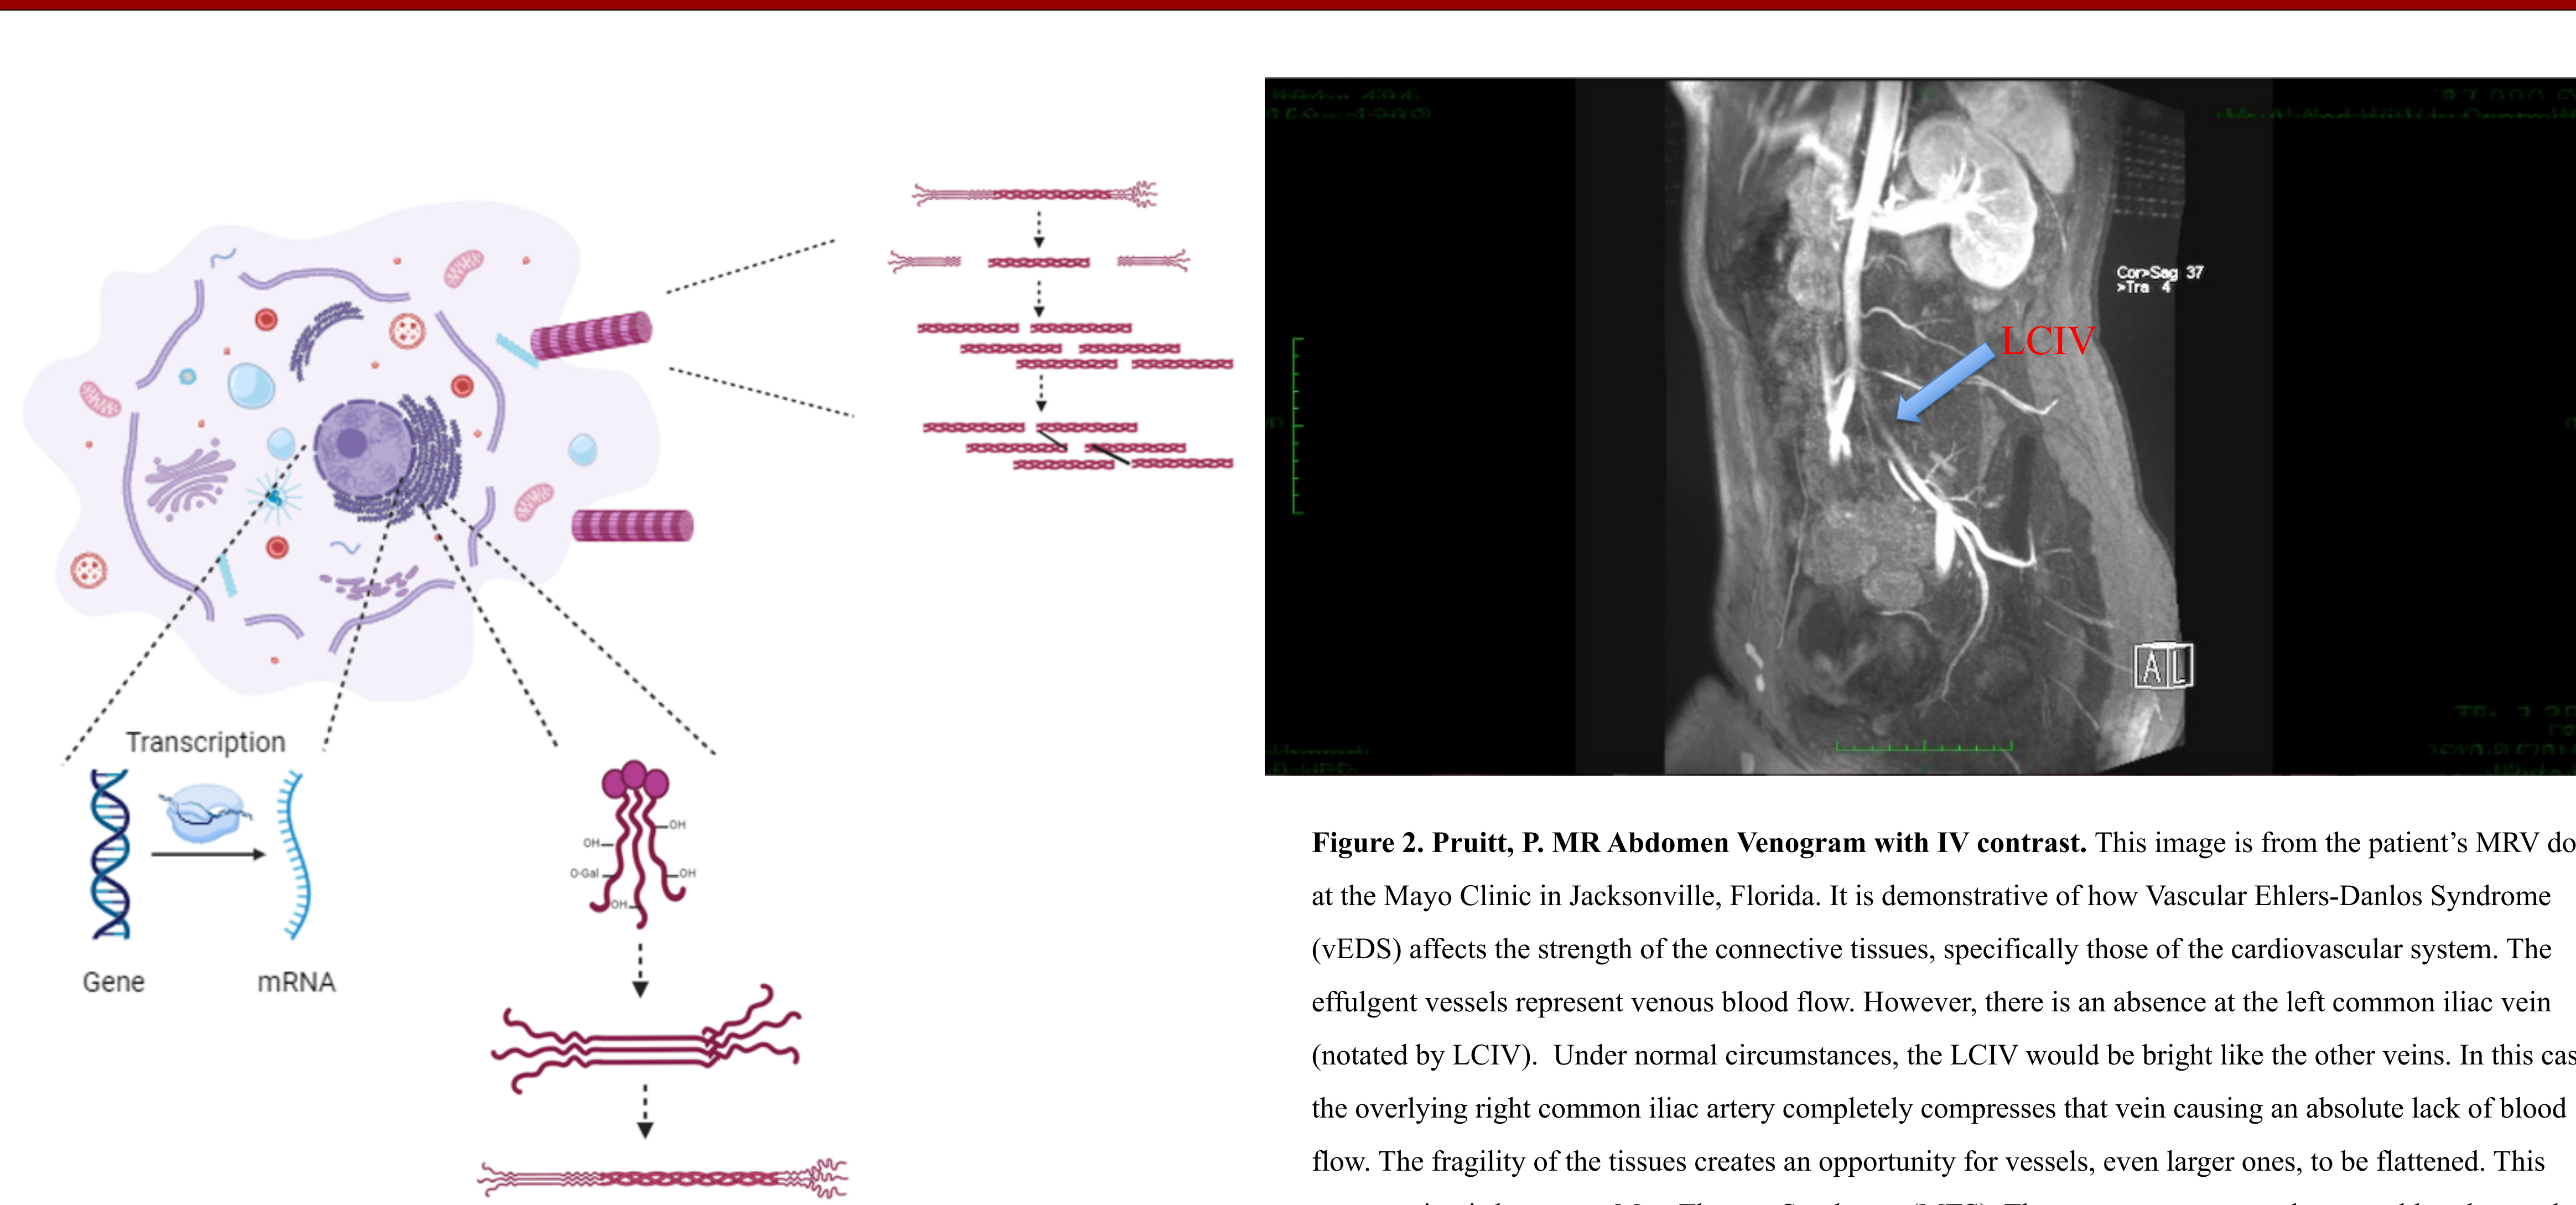 Transcription
Gene
mRNA
OH
OH
O-Gal
OH
OH
LCIV
Cor>Sag 37
>Tra 4
A L
Figure 2. Pruitt, P. MR Abdomen Venogram with IV contrast. This image is from the patient’s MRV do
at the Mayo Clinic in Jacksonville, Florida. It is demonstrative of how Vascular Ehlers-Danlos Syndrome
(vEDS) affects the strength of the connective tissues, specifically those of the cardiovascular system. The
effulgent vessels represent venous blood flow. However, there is an absence at the left common iliac vein
(notated by LCIV).  Under normal circumstances, the LCIV would be bright like the other veins. In this cas
the overlying right common iliac artery completely compresses that vein causing an absolute lack of blood
flow. The fragility of the tissues creates an opportunity for vessels, even larger ones, to be flattened. This